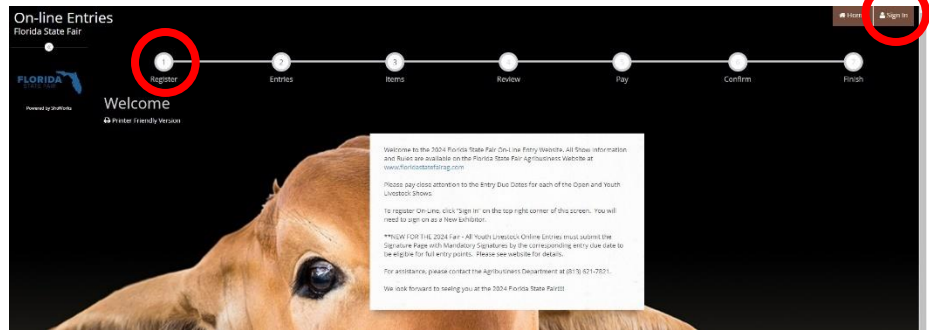 On-line Entries
Florida State Fair
Home
Sign In
1
2
3
Register
Entries
Items
Review
Pay
Confirm
Finish
FLORIDA
STATE FAIR
Powered by ShoWorks
Welcome
Printer Friendly Version
Welcome to the 2024 Florida State Fair On-Line Entry Website. All Show Information
and Rules are available on the Florida State Fair Agribusiness Website at
www.floridastatefairag.com
Please pay close attention to the Entry Due Dates for each of the Open and Youth
Livestock Shows.
To register On-Line, click "Sign In" on the top right corner of this screen. You will
need to sign on as a New Exhibitor.
**NEW FOR THE 2024 Fair - All Youth Livestock Online Entries must submit the
Signature Page with Mandatory Signatures by the corresponding entry due date to
be eligible for full entry points. Please see website for details.
For assistance, please contact the Agribusiness Department at (813) 621-7821.
We look forward to seeing you at the 2024 Florida State Fair!!!